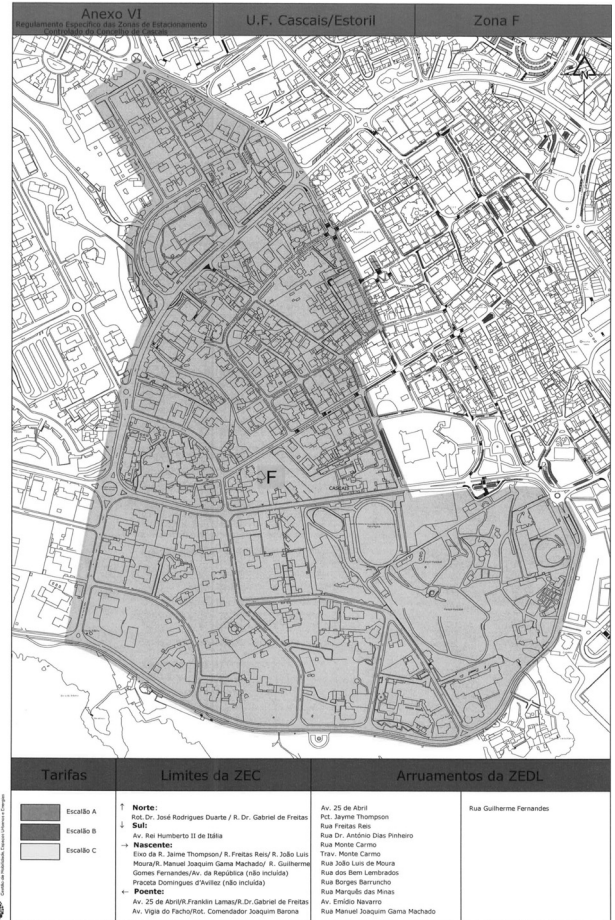 Anexo VI
Regulamento Específico das Zonas de Estacionamento
Controlado do Concelho de Cascais
U.F. Cascais/Estoril
Zona F
F
CASCAIS
Tarifas
Limites da ZEC
Arruamentos da ZEDL
Escalão A
Escalão B
Escalão C
↑ Norte:
Rot.Dr. José Rodrigues Duarte / R. Dr. Gabriel de Freitas
↓ Sul:
Av. Rei Humberto II de Itália
→ Nascente:
Eixo da R. Jaime Thompson/ R.Freitas Reis/ R. João Luis
Moura/R. Manuel Joaquim Gama Machado/ R. Guilherme
Gomes Fernandes/Av. da República (não incluída)
Praceta Domingues d'Avillez (não incluída)
← Poente:
Av. 25 de Abril/R.Franklin Lamas/R.Dr.Gabriel de Freitas
Av. Vigia do Facho/Rot. Comendador Joaquim Barona
Av. 25 de Abril
Pct. Jayme Thompson
Rua Freitas Reis
Rua Dr. António Dias Pinheiro
Rua Monte Carmo
Trav. Monte Carmo
Rua João Luis de Moura
Rua dos Bem Lembrados
Rua Borges Barruncho
Rua Marquês das Minas
Av. Emídio Navarro
Rua Manuel Joaquim Gama Machado
Rua Guilherme Fernandes